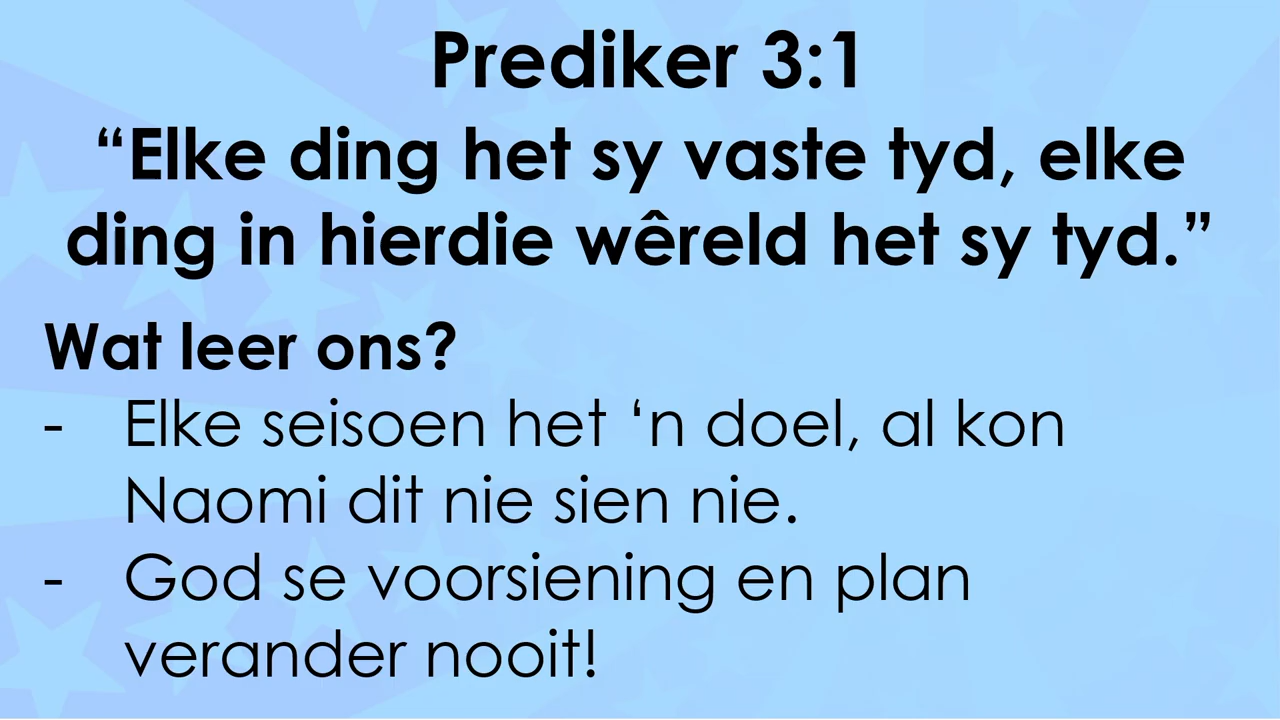 Prediker 3:1
“Elke ding het sy vaste tyd, elke
ding in hierdie wêreld het sy tyd.”
Wat leer ons?
- Elke seisoen het ‘n doel, al kon
Naomi dit nie sien nie.
- God se voorsiening en plan
verander nooit!